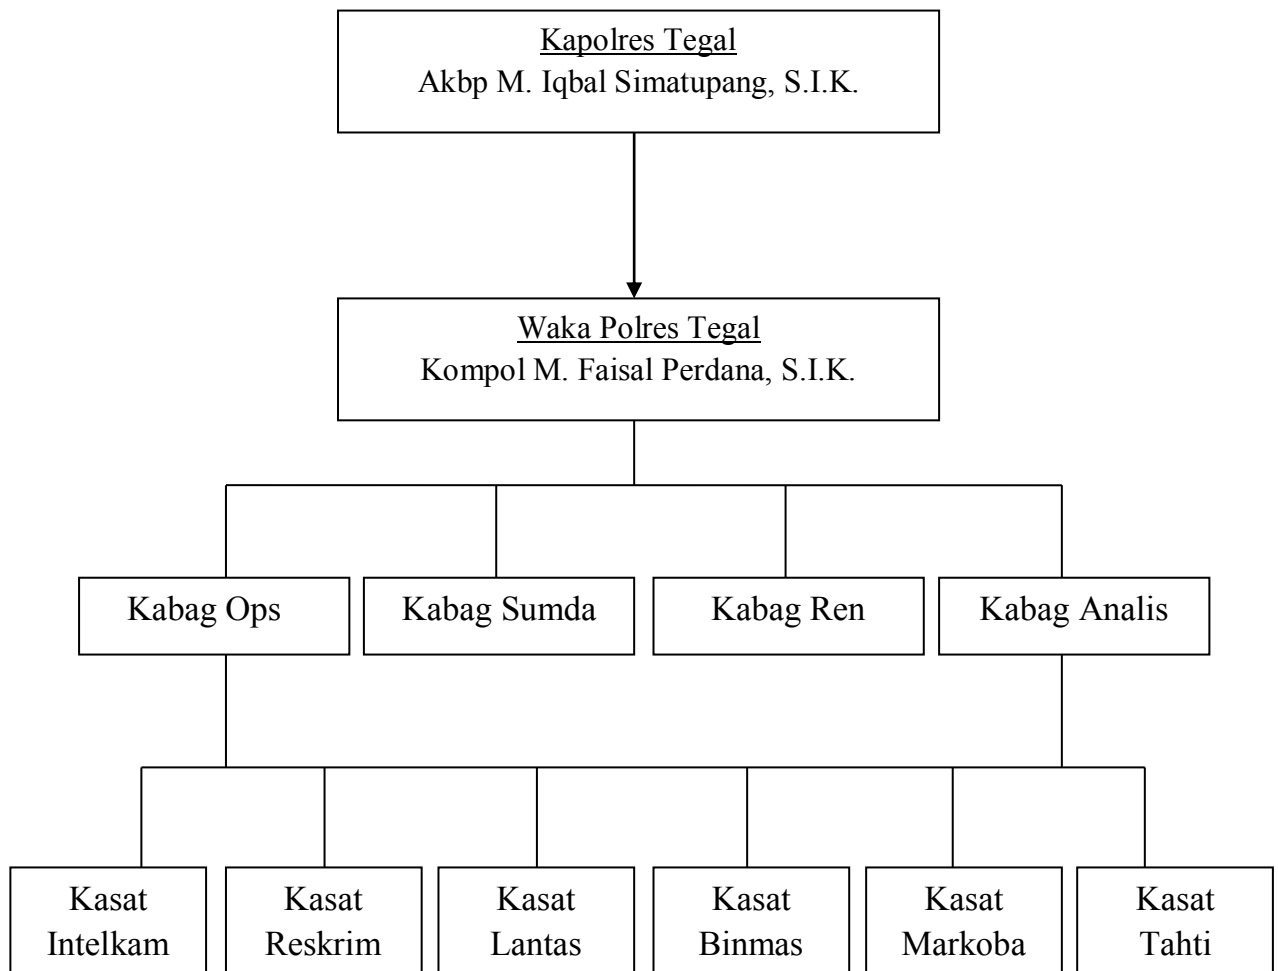 Kapolres Tegal
Akbp M. Iqbal Simatupang, S.I.K.
Waka Polres Tegal
Kompol M. Faisal Perdana, S.I.K.
Kabag Ops
Kabag Sumda
Kabag Ren
Kabag Analis
Kasat
Intelkam
Kasat
Reskrim
Kasat
Lantas
Kasat
Binmas
Kasat
Markoba
Kasat
Tahti